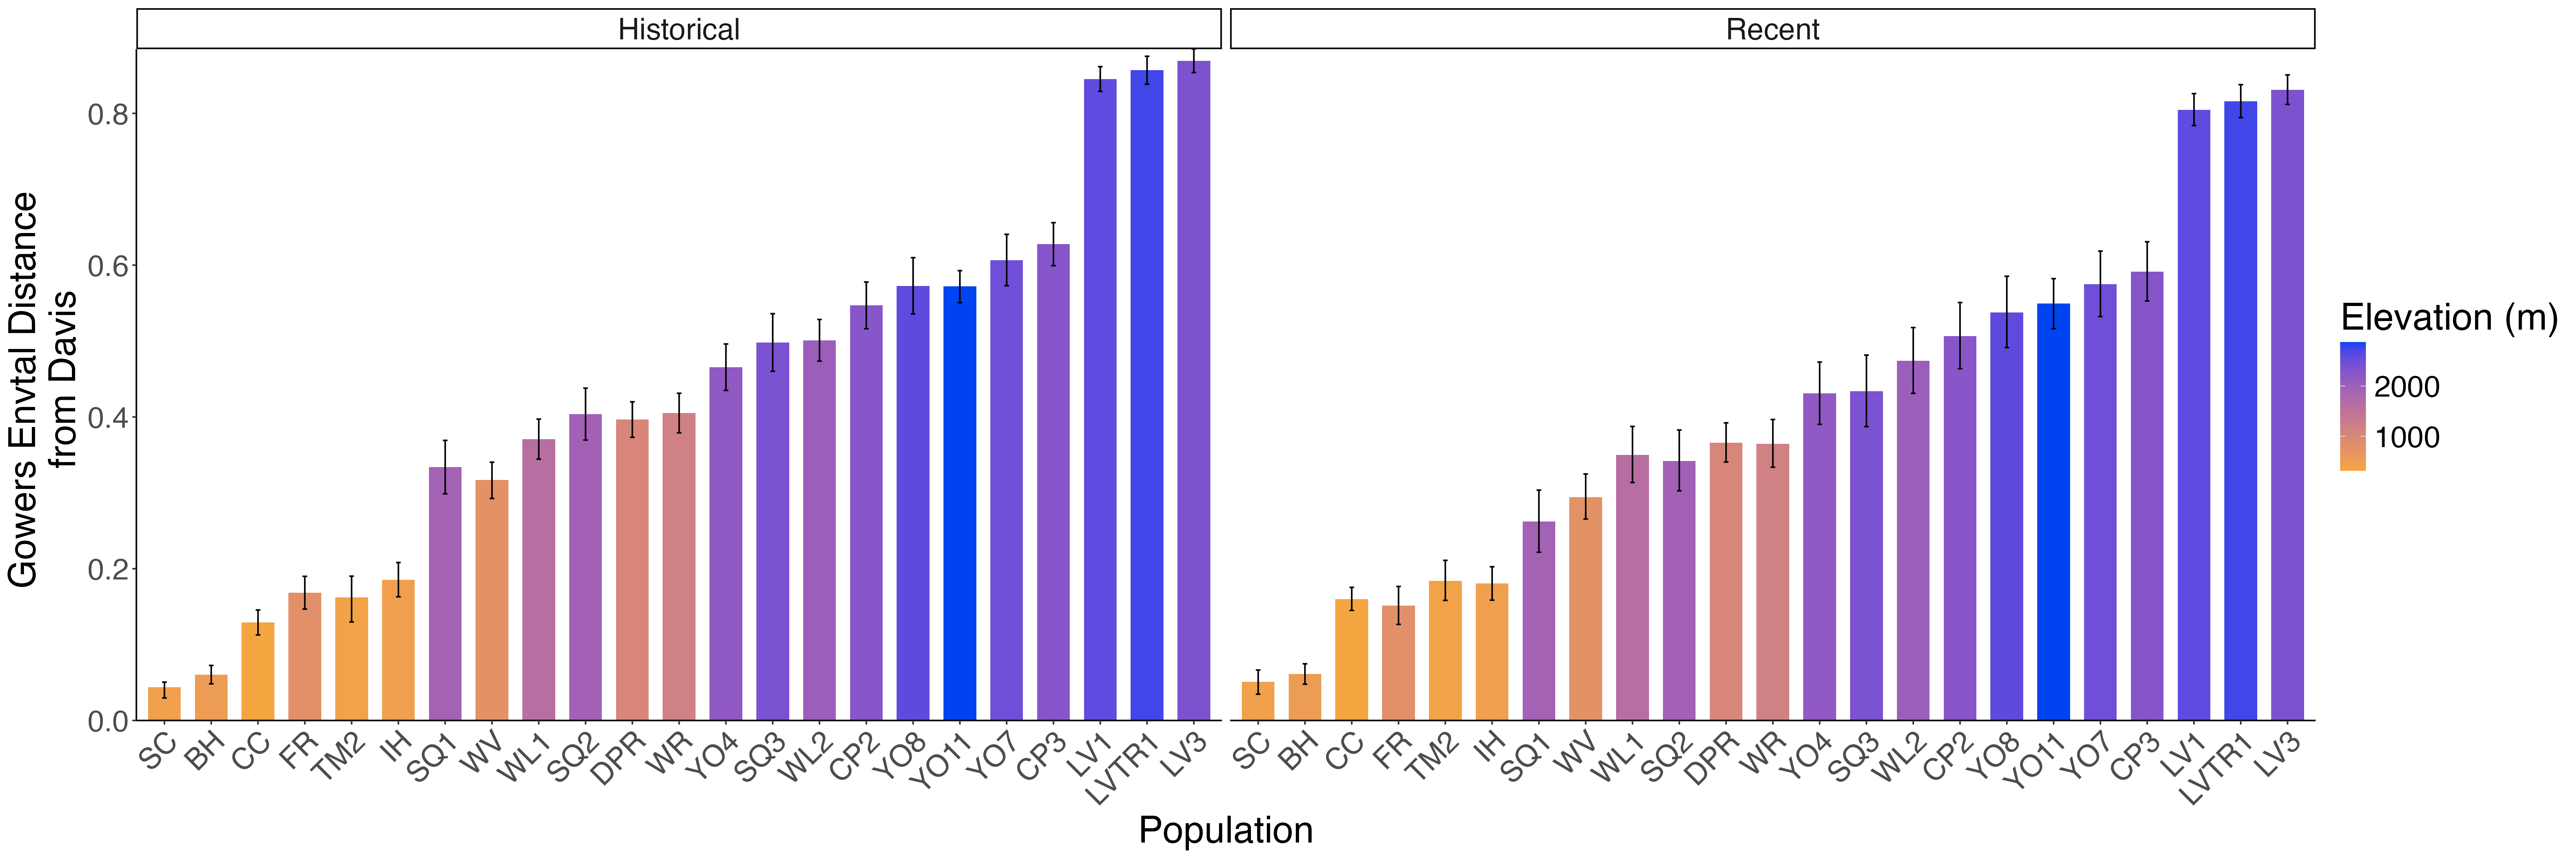 Historical
Recent
Gowers Envtal Distance
from Davis
0.8
0.6
0.4
0.2
0.0
SC BH CC FR TM2 IH SQ1 WV WL1 SQ2 DPR WR YO4 SQ3 WL2 CP2 YO8 YO11 YO7 CP3 LV1 LVTR1 LV3
SC BH CC FR TM2 IH SQ1 WV WL1 SQ2 DPR WR YO4 SQ3 WL2 CP2 YO8 YO11 YO7 CP3 LV1 LVTR1 LV3
Population
Elevation (m)
2000
1000